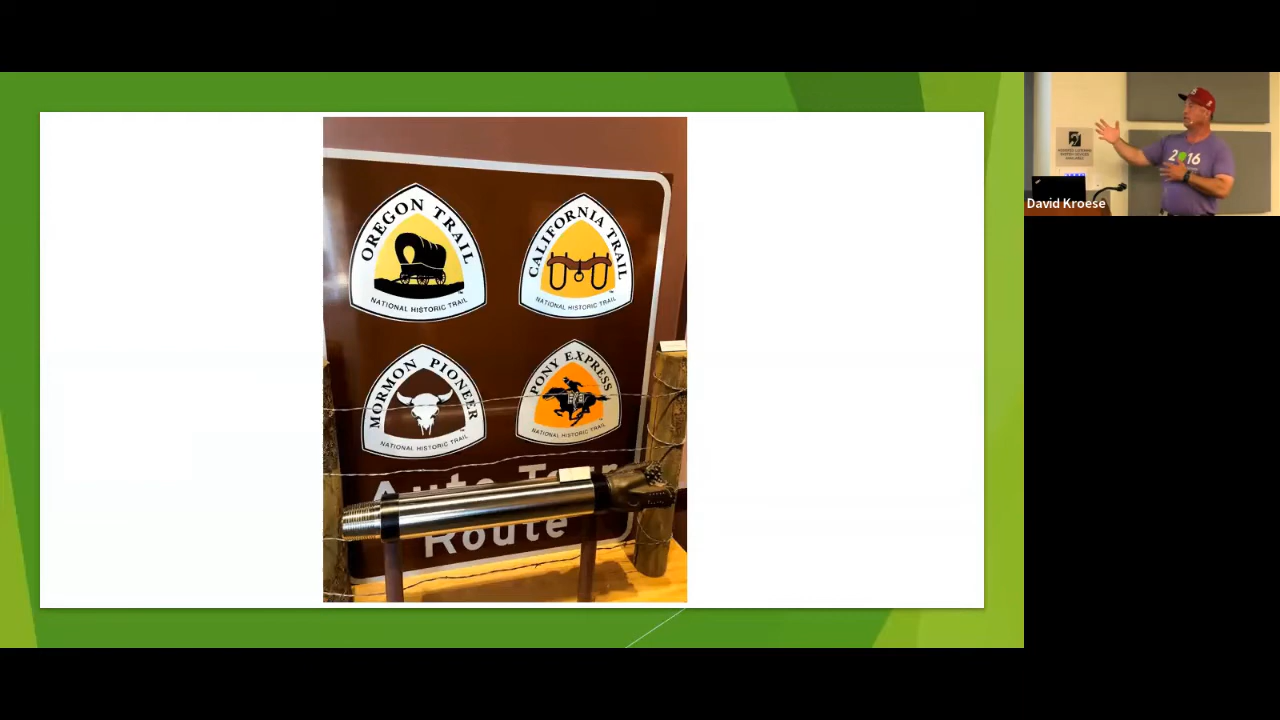 OREGON TRAIL
NATIONAL HISTORIC TRAIL
CALIFORNIA TRAIL
NATIONAL HISTORIC TRAIL
MORMON PIONEER
NATIONAL HISTORIC TRAIL
PONY EXPRESS
NATIONAL HISTORIC TRAIL
Auto Tour
Route
2016
David Kroese